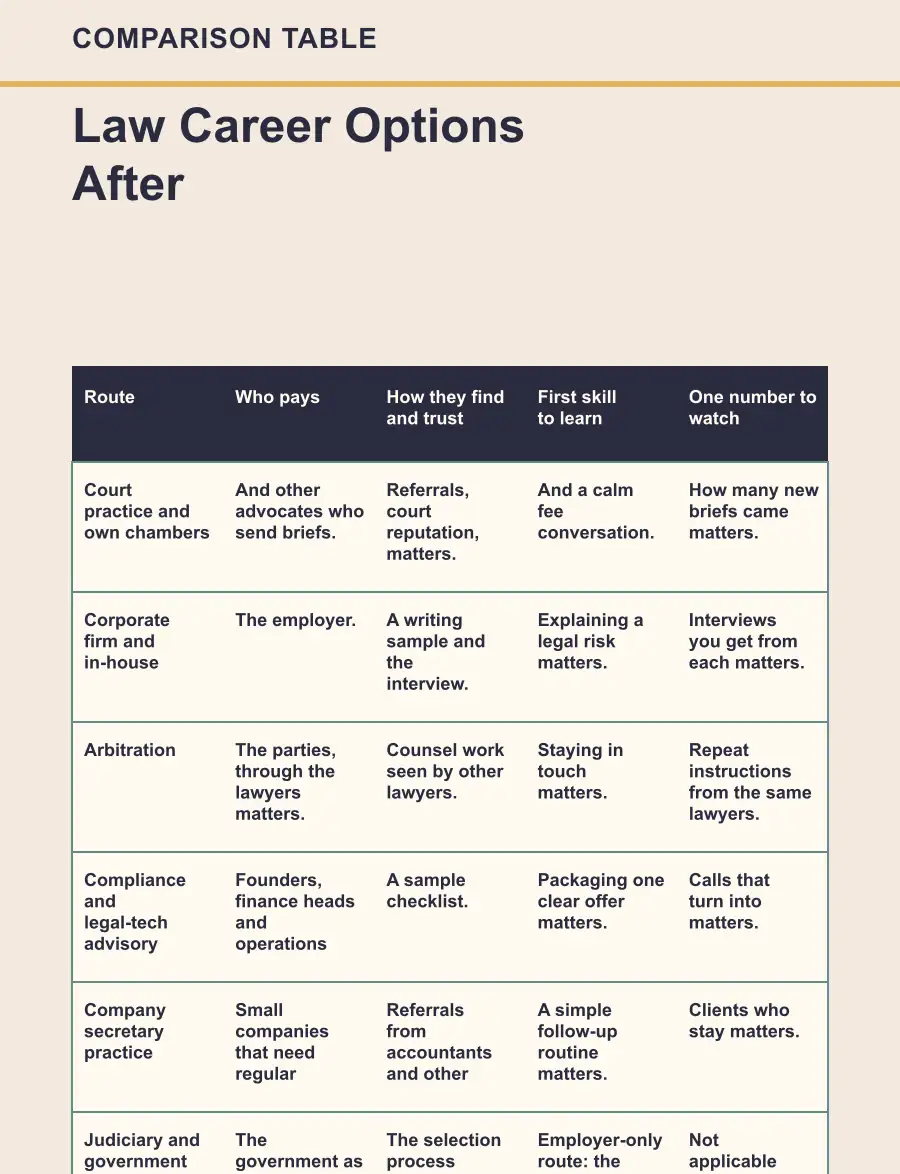 COMPARISON TABLE
Law Career Options
After
Route
Who pays
How they find
and trust
First skill
to learn
One number to
watch
Court
practice and
own chambers
And other
advocates who
send briefs.
Referrals,
court
reputation,
matters.
And a calm
fee
conversation.
How many new
briefs came
matters.
Corporate
firm and
in-house
The employer.
A writing
sample and
the
interview.
Explaining a
legal risk
matters.
Interviews
you get from
each matters.
Arbitration
The parties,
through the
lawyers
matters.
Counsel work
seen by other
lawyers.
Staying in
touch
matters.
Repeat
instructions
from the same
lawyers.
Compliance
and
legal-tech
advisory
Founders,
finance heads
and
operations
A sample
checklist.
Packaging one
clear offer
matters.
Calls that
turn into
matters.
Company
secretary
practice
Small
companies
that need
regular
Referrals
from
accountants
and other
A simple
follow-up
routine
matters.
Clients who
stay matters.
Judiciary and
government
The
government as
The selection
process
Employer-only
route: the
Not
applicable